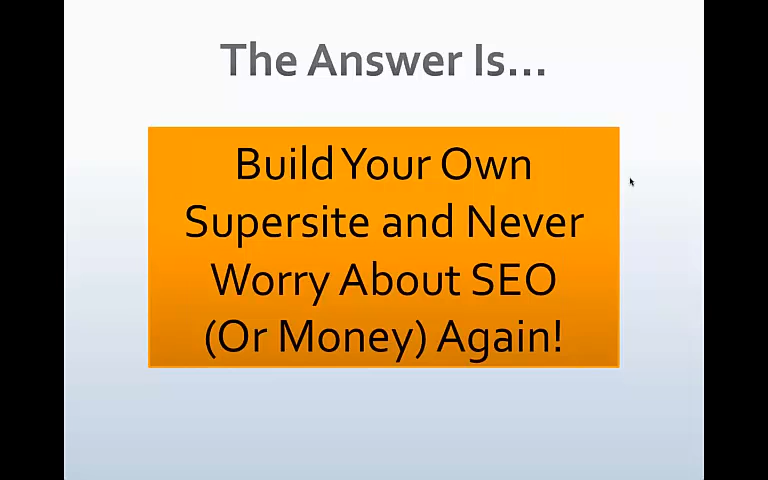 The Answer Is...
Build Your Own
Supersite and Never
Worry About SEO
(Or Money) Again!